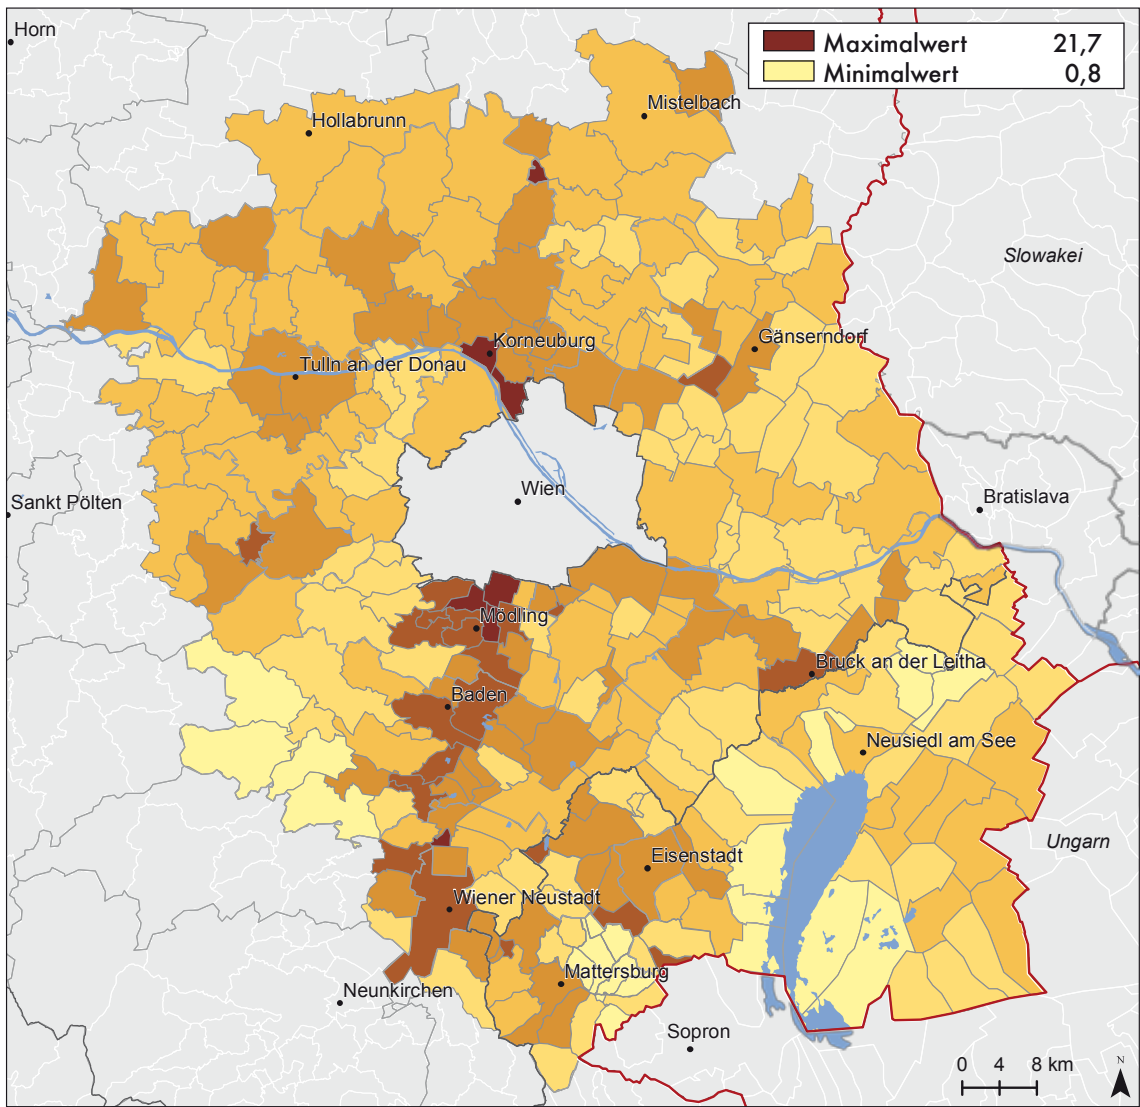 Horn
Maximalwert 21,7
Minimalwert 0,8
Mistelbach
Hollabrunn
Slowakei
Gänserndorf
Korneuburg
Tulln an der Donau
Wien
Bratislava
Sankt Pölten
Mödling
Bruck an der Leitha
Baden
Neusiedl am See
Ungarn
Eisenstadt
Wiener Neustadt
Mattersburg
Neunkirchen
Sopron
0 4 8 km
N